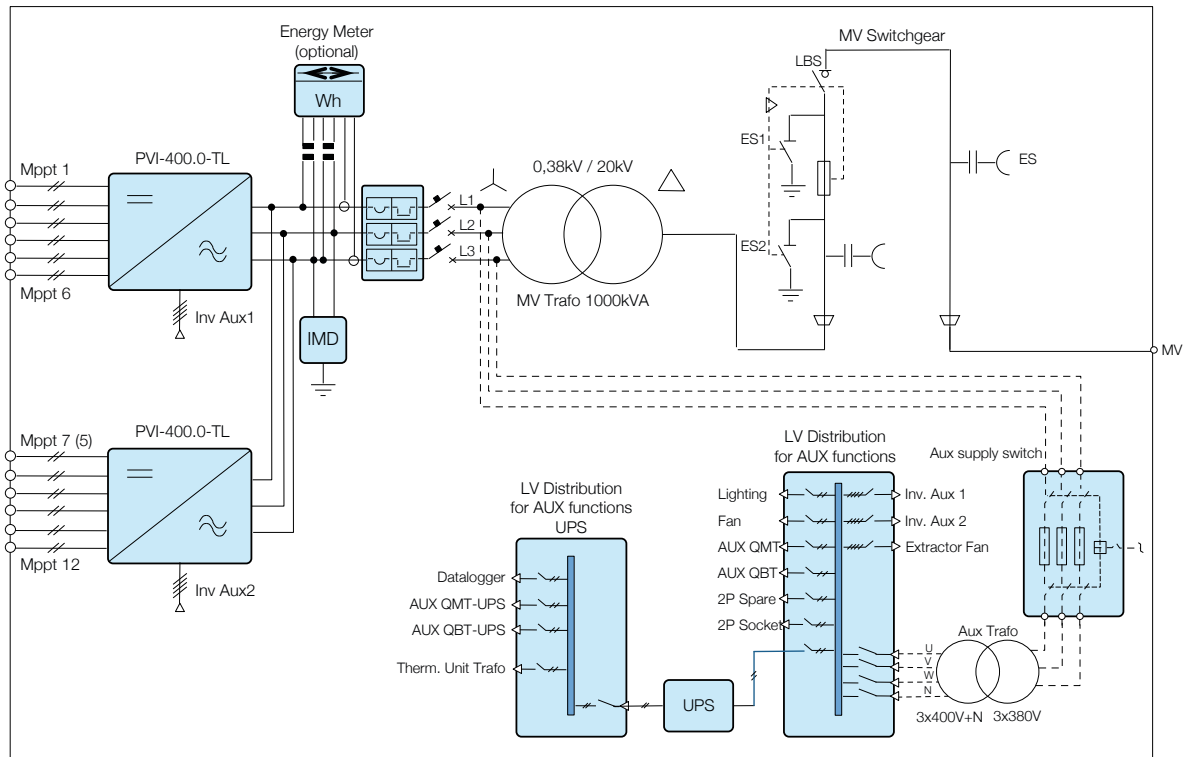 Energy Meter
(optional)
Wh
MV Switchgear
LBS
PVI-400.0-TL
Mppt 1
Mppt 6
Inv Aux1
IMD
L1
L2
L3
0,38kV / 20kV
MV Trafo 1000kVA
ES1
ES2
ES
MV
PVI-400.0-TL
Mppt 7 (5)
Mppt 12
Inv Aux2
LV Distribution
for AUX functions
UPS
Datalogger
AUX QMT-UPS
AUX QBT-UPS
Therm. Unit Trafo
UPS
LV Distribution
for AUX functions
Lighting
Fan
AUX QMT
AUX QBT
2P Spare
2P Socket
Inv. Aux 1
Inv. Aux 2
Extractor Fan
Aux supply switch
Aux Trafo
U
V
W
N
3x400V+N
3x380V